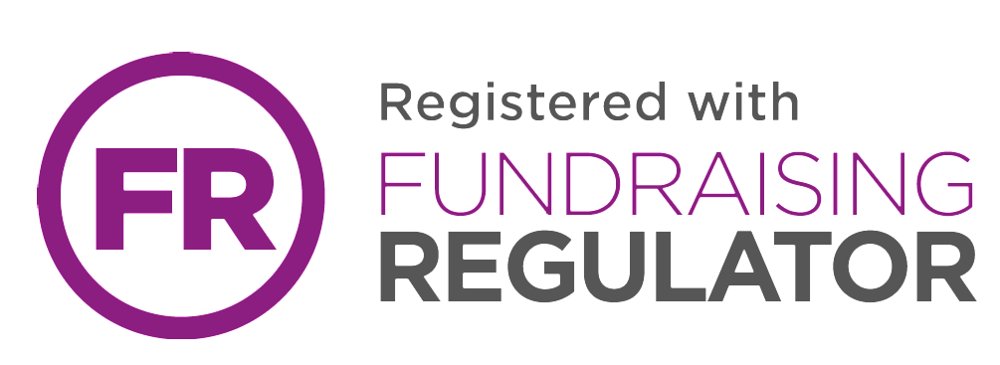 FR
Registered with
FUNDRAISING
REGULATOR